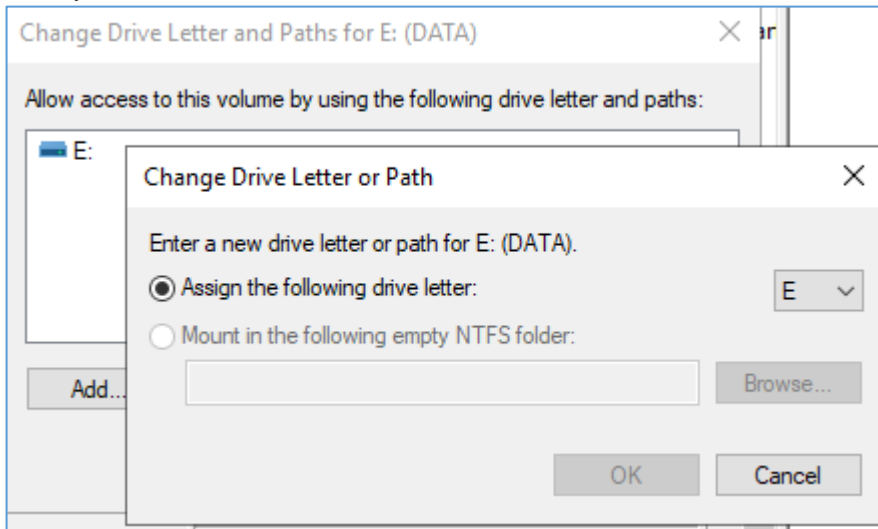 Change Drive Letter and Paths for E: (DATA)
Allow access to this volume by using the following drive letter and paths:
E:
Change Drive Letter or Path
Enter a new drive letter or path for E: (DATA).
Assign the following drive letter:
E
Mount in the following empty NTFS folder:
Add...
Browse...
OK
Cancel